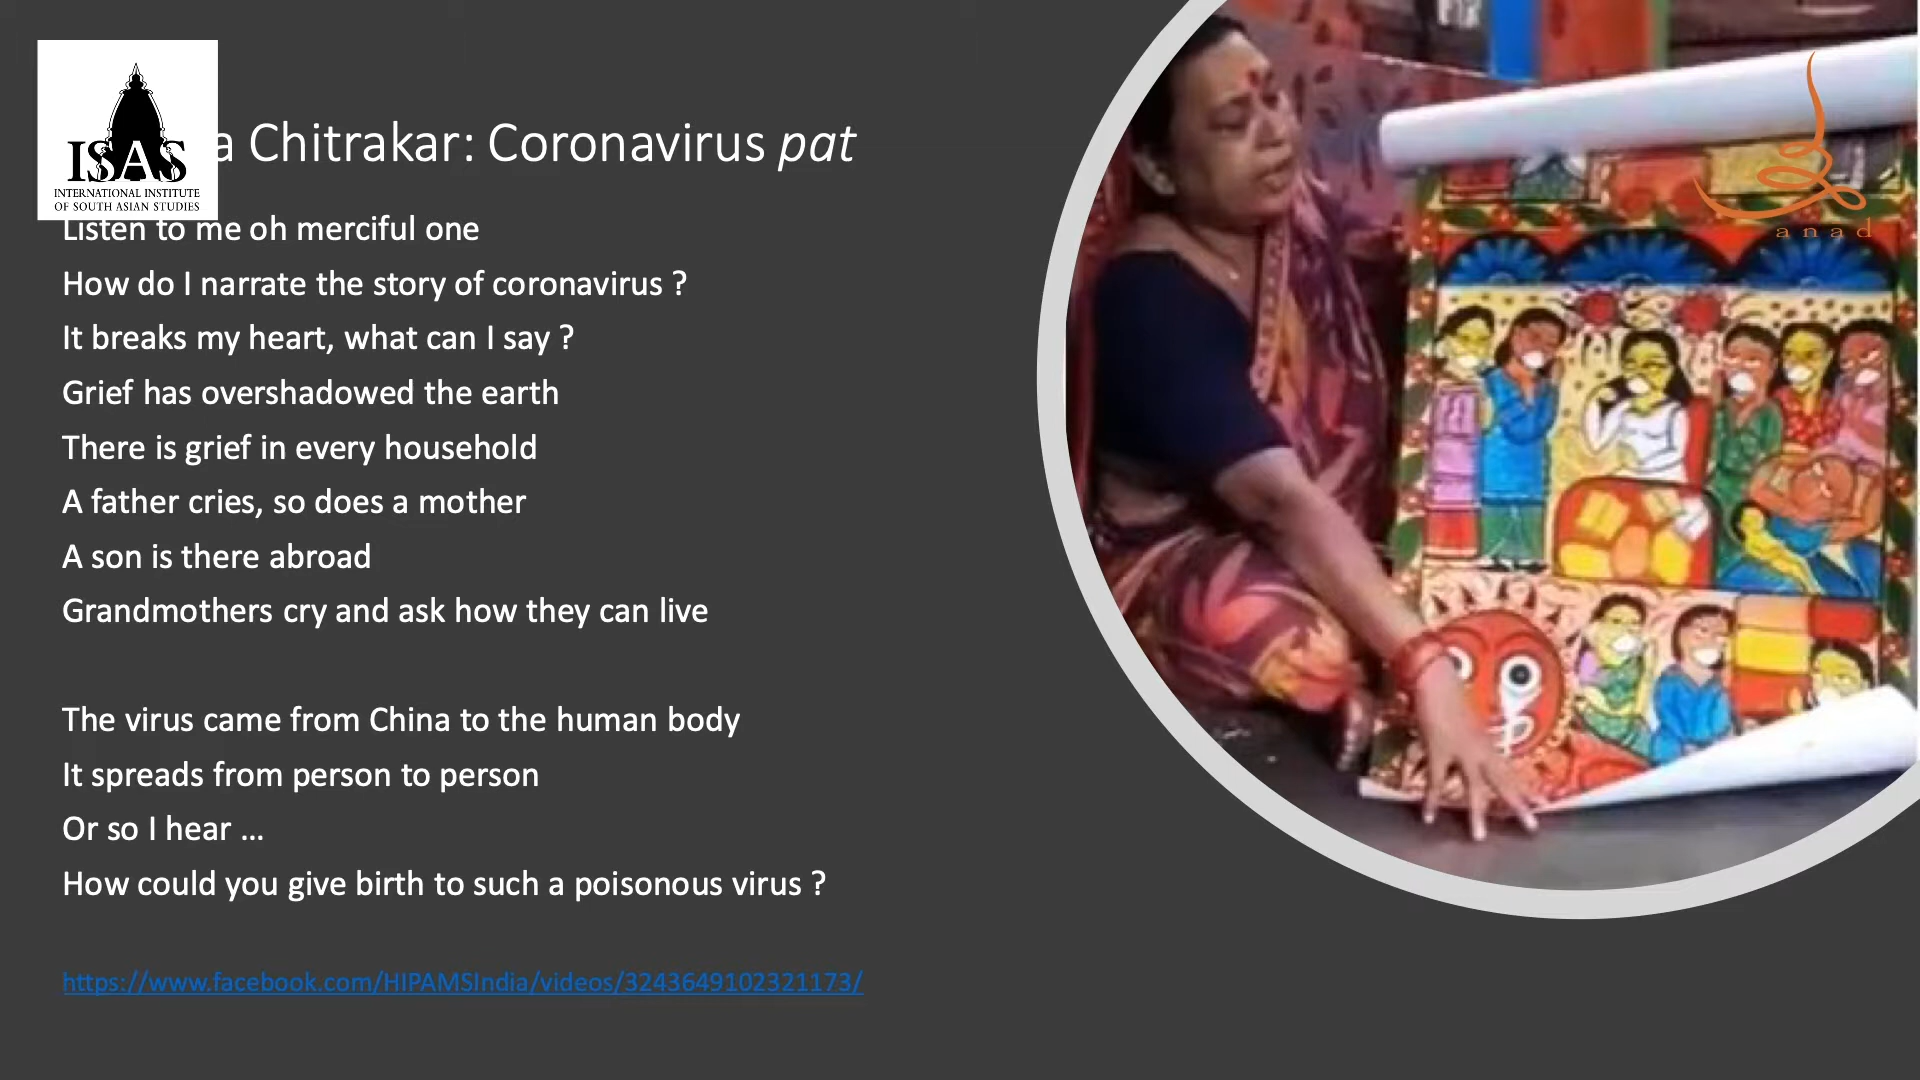 ISAS
INTERNATIONAL INSTITUTE
OF SOUTH ASIAN STUDIES
a Chitrakar: Coronavirus pat
Listen to me oh merciful one
How do I narrate the story of coronavirus ?
It breaks my heart, what can I say ?
Grief has overshadowed the earth
There is grief in every household
A father cries, so does a mother
A son is there abroad
Grandmothers cry and ask how they can live
The virus came from China to the human body
It spreads from person to person
Or so I hear ...
How could you give birth to such a poisonous virus ?
https://www.facebook.com/HIPAMSIndia/videos/3243649102321173/
anad